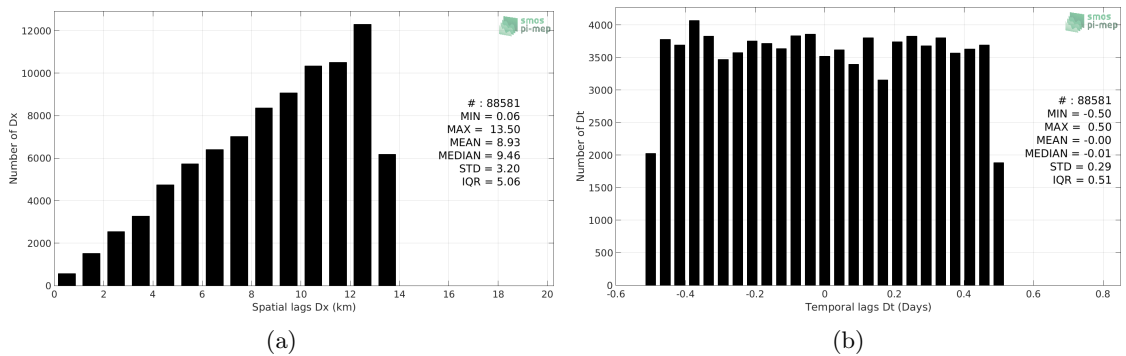 smos
pi-mep
12000
10000
8000
6000
4000
2000
0
Number of Dx
# : 88581
MIN = 0.06
MAX = 13.50
MEAN = 8.93
MEDIAN = 9.46
STD = 3.20
IQR = 5.06
0 2 4 6 8 10 12 14 16 18 20
Spatial lags Dx (km)
(a)
smos
pi-mep
4000
3500
3000
2500
2000
1500
1000
500
0
Number of Dt
# : 88581
MIN = -0.50
MAX = 0.50
MEAN = -0.00
MEDIAN = -0.01
STD = 0.29
IQR = 0.51
-0.6 -0.4 -0.2 0 0.2 0.4 0.6 0.8
Temporal lags Dt (Days)
(b)